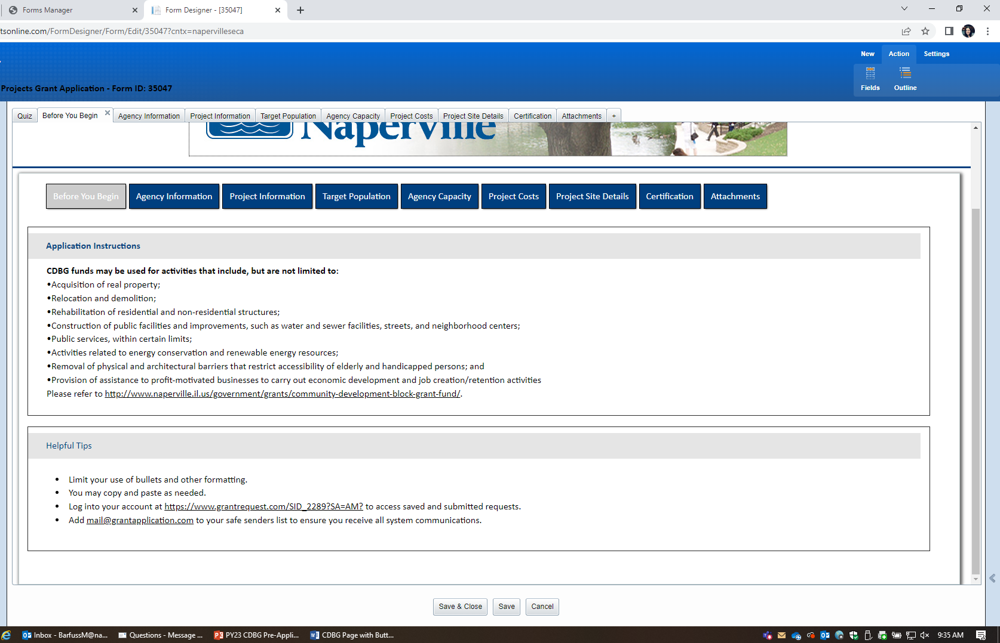 Forms Manager
Form Designer - [35047]
tsonline.com/FormDesigner/Form/Edit/35047?cntx=napervilleseca
New Action Settings
Fields Outline
Projects Grant Application - Form ID: 35047
Quiz Before You Begin Agency Information Project Information Target Population Agency Capacity Project Costs Project Site Details Certification Attachments +
Naperville
Before You Begin Agency Information Project Information Target Population Agency Capacity Project Costs Project Site Details Certification Attachments
Application Instructions
CDBG funds may be used for activities that include, but are not limited to:
•Acquisition of real property;
•Relocation and demolition;
•Rehabilitation of residential and non-residential structures;
•Construction of public facilities and improvements, such as water and sewer facilities, streets, and neighborhood centers;
•Public services, within certain limits;
•Activities related to energy conservation and renewable energy resources;
•Removal of physical and architectural barriers that restrict accessibility of elderly and handicapped persons; and
•Provision of assistance to profit-motivated businesses to carry out economic development and job creation/retention activities
Please refer to http://www.naperville.il.us/government/grants/community-development-block-grant-fund/.
Helpful Tips
• Limit your use of bullets and other formatting.
• You may copy and paste as needed.
• Log into your account at https://www.grantrequest.com/SID_2289?SA=AM? to access saved and submitted requests.
• Add mail@grantapplication.com to your safe senders list to ensure you receive all system communications.
Save & Close Save Cancel
Inbox - BarfussM@na... Questions - Message ... PY23 CDBG Pre-Appli... CDBG Page with Butt... 9:35 AM